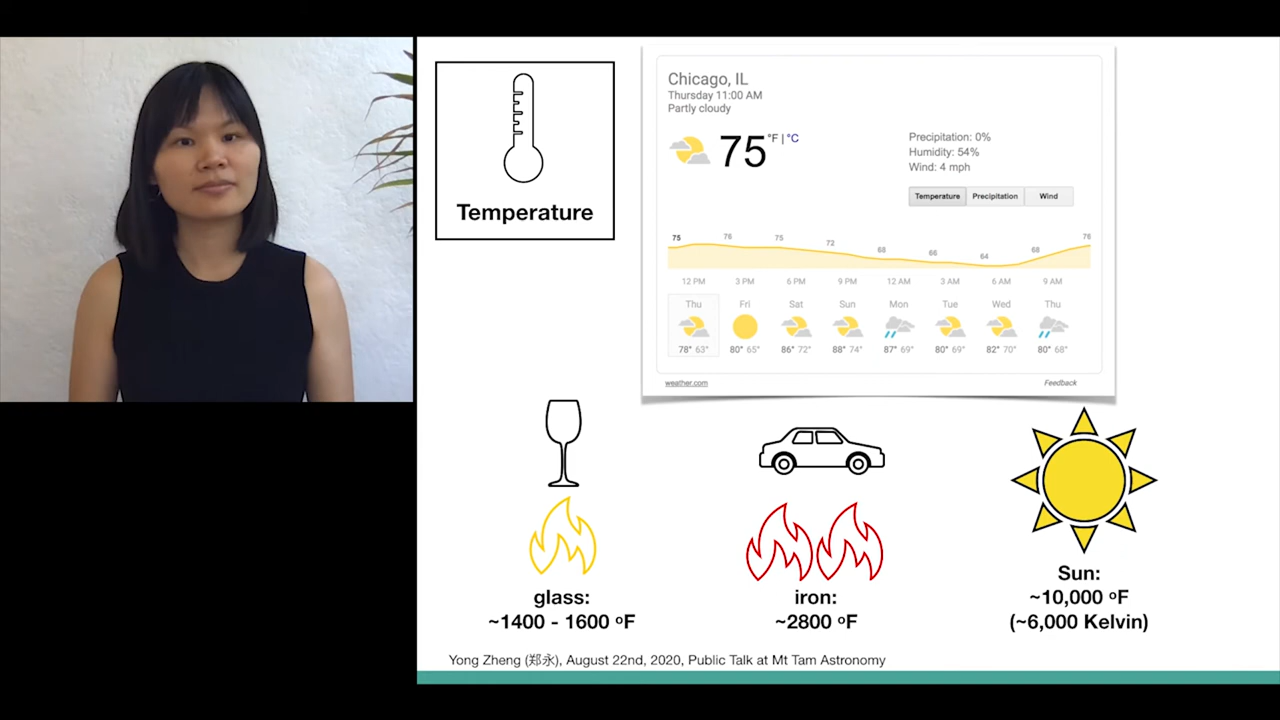 Temperature
Chicago, IL
Thursday 11:00 AM
Partly cloudy
75 °F | °C
Precipitation: 0%
Humidity: 54%
Wind: 4 mph
Temperature Precipitation Wind
75 76 75 72 68 66 64 68 76
12 PM 3 PM 6 PM 9 PM 12 AM 3 AM 6 AM 9 AM
Thu Fri Sat Sun Mon Tue Wed Thu
78° 63° 80° 65° 86° 72° 88° 74° 87° 69° 80° 69° 82° 70° 80° 68°
weather.com Feedback
glass:
~1400 - 1600 ºF
iron:
~2800 ºF
Sun:
~10,000 ºF
(~6,000 Kelvin)
Yong Zheng (郑永), August 22nd, 2020, Public Talk at Mt Tam Astronomy